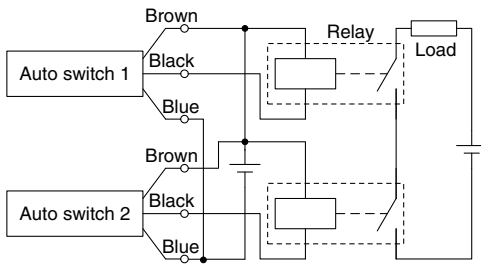 Brown
Relay
Auto switch 1
Black
Load
Blue
Brown
Auto switch 2
Black
Blue